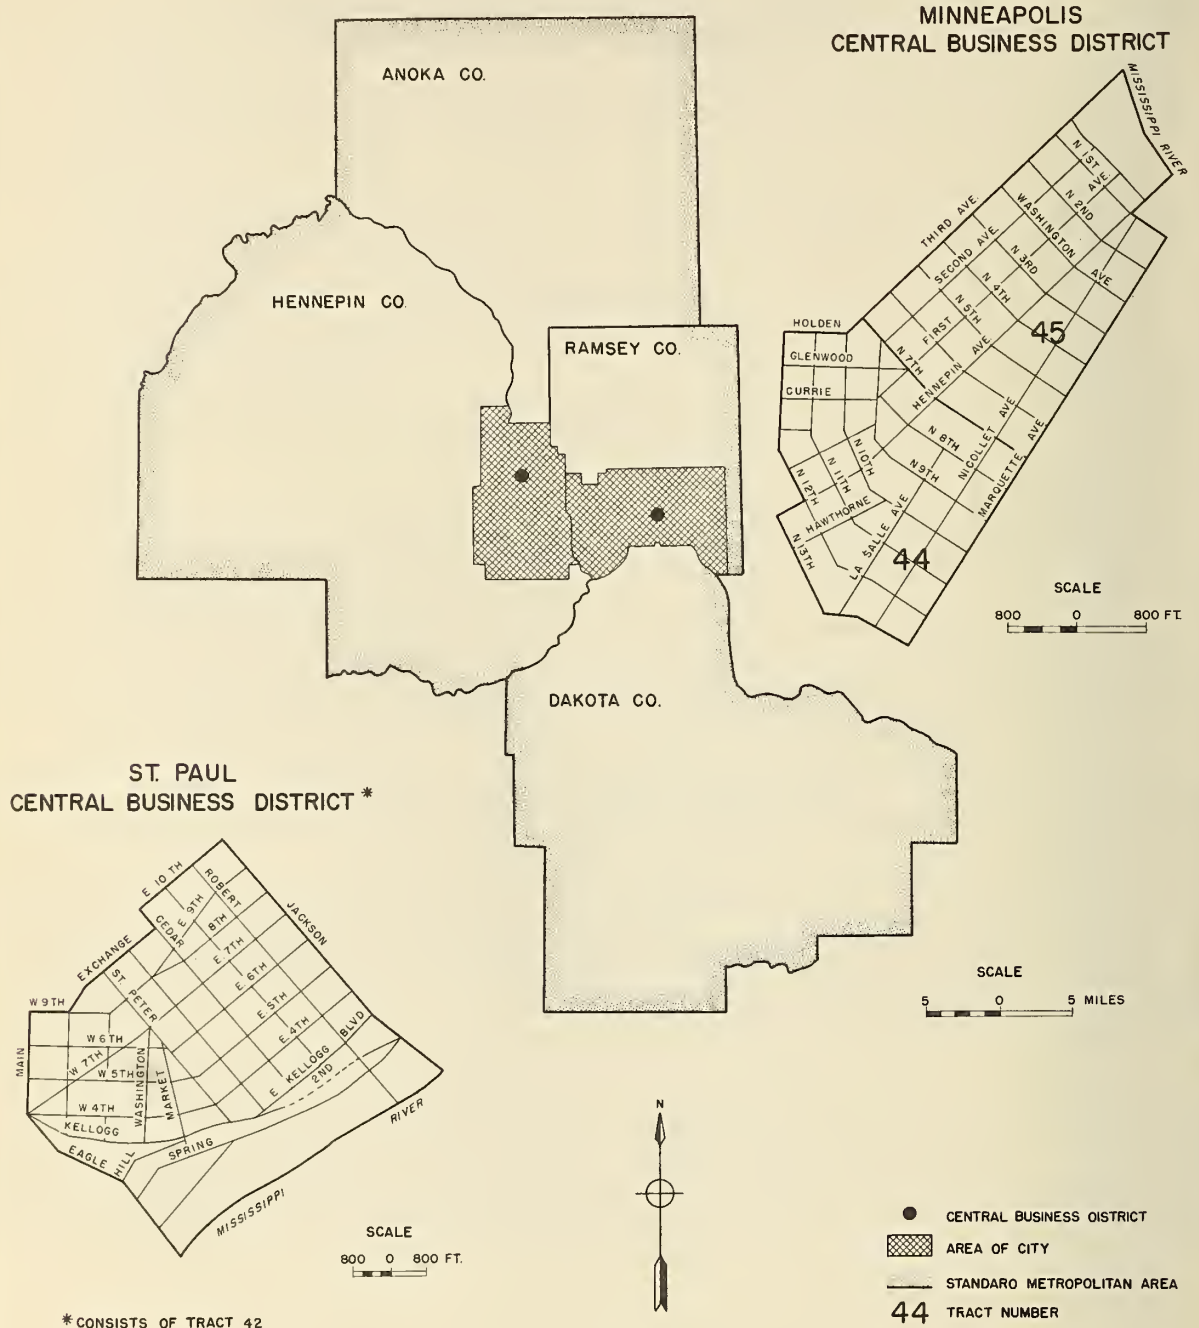 MINNEAPOLIS
CENTRAL BUSINESS DISTRICT
MISSISSIPPI RIVER
N 1ST AVE.
N 2ND
WASHINGTON AVE
THIRD AVE.
SECOND AVE.
N 3RD
N 4TH
N 5TH
FIRST
N 7TH
HENNEPIN AVE
45
HOLDEN
GLENWOOD
CURRIE
N 8TH
N 9TH
NICOLLET AVE
MARQUETTE AVE
N 10TH
N 11TH
N 12TH
HAWTHORNE
N 13TH
LA SALLE AVE
44
SCALE
800 0 800 FT.
ANOKA CO.
HENNEPIN CO.
RAMSEY CO.
DAKOTA CO.
ST. PAUL
CENTRAL BUSINESS DISTRICT *
E 10 TH
ROBERT
E 9TH
CEDAR
8TH
JACKSON
E 7TH
EXCHANGE
ST. PETER
E 6TH
W 9TH
E 5TH
E 4TH
W 6TH
MAIN
W 7TH
W 5TH
WASHINGTON
MARKET
E KELLOGG BLVD
2ND
W 4TH
KELLOGG
EAGLE
HILL
SPRING
MISSISSIPPI RIVER
SCALE
800 0 800 FT.
* CONSISTS OF TRACT 42
SCALE
5 0 5 MILES
N
CENTRAL BUSINESS DISTRICT
AREA OF CITY
STANDARD METROPOLITAN AREA
44 TRACT NUMBER